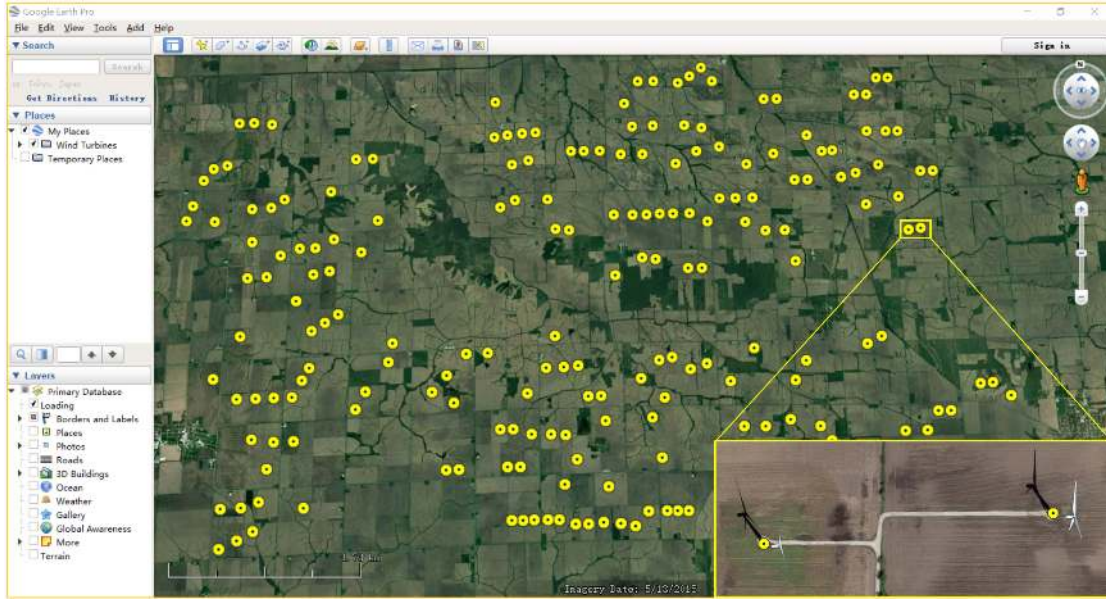 Google Earth Pro
File Edit View Tools Add Help
Search
Sign in
Search
Get Directions History
Places
My Places
Wind Turbines
Temporary Places
Layers
Primary Database
Loading
Borders and Labels
Places
Photos
Roads
3D Buildings
Ocean
Weather
Gallery
Global Awareness
More
Terrain
N
Imagery Date: 5/13/2015